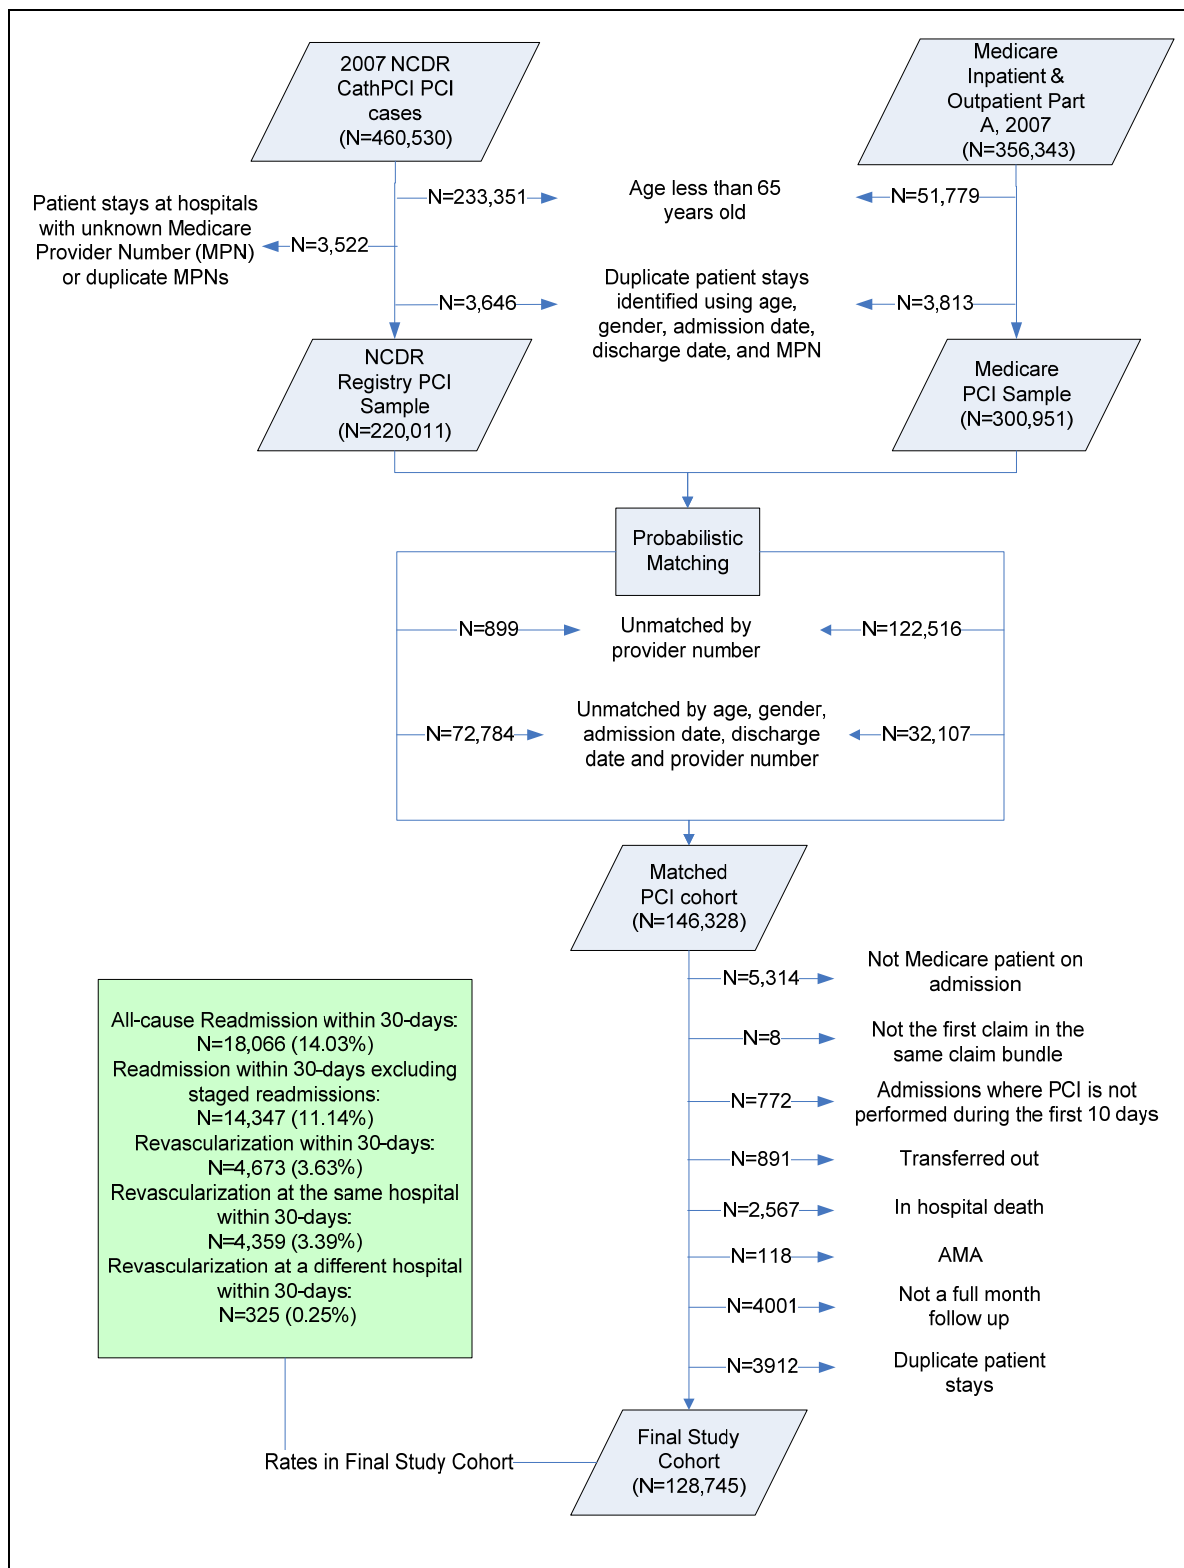 2007 NCDR
CathPCI PCI
cases
(N=460,530)
Medicare
Inpatient &
Outpatient Part
A, 2007
(N=356,343)
N=233,351
Age less than 65
years old
N=51,779
Patient stays at hospitals
with unknown Medicare
Provider Number (MPN)
or duplicate MPNs
N=3,522
N=3,646
Duplicate patient stays
identified using age,
gender, admission date,
discharge date, and MPN
N=3,813
NCDR
Registry PCI
Sample
(N=220,011)
Medicare
PCI Sample
(N=300,951)
Probabilistic
Matching
N=899
Unmatched by
provider number
N=122,516
N=72,784
Unmatched by age, gender,
admission date, discharge
date and provider number
N=32,107
Matched
PCI cohort
(N=146,328)
N=5,314
Not Medicare patient on
admission
N=8
Not the first claim in the
same claim bundle
N=772
Admissions where PCI is not
performed during the first 10 days
N=891
Transferred out
N=2,567
In hospital death
N=118
AMA
N=4001
Not a full month
follow up
N=3912
Duplicate patient
stays
All-cause Readmission within 30-days:
N=18,066 (14.03%)
Readmission within 30-days excluding
staged readmissions:
N=14,347 (11.14%)
Revascularization within 30-days:
N=4,673 (3.63%)
Revascularization at the same hospital
within 30-days:
N=4,359 (3.39%)
Revascularization at a different hospital
within 30-days:
N=325 (0.25%)
Rates in Final Study Cohort
Final Study
Cohort
(N=128,745)